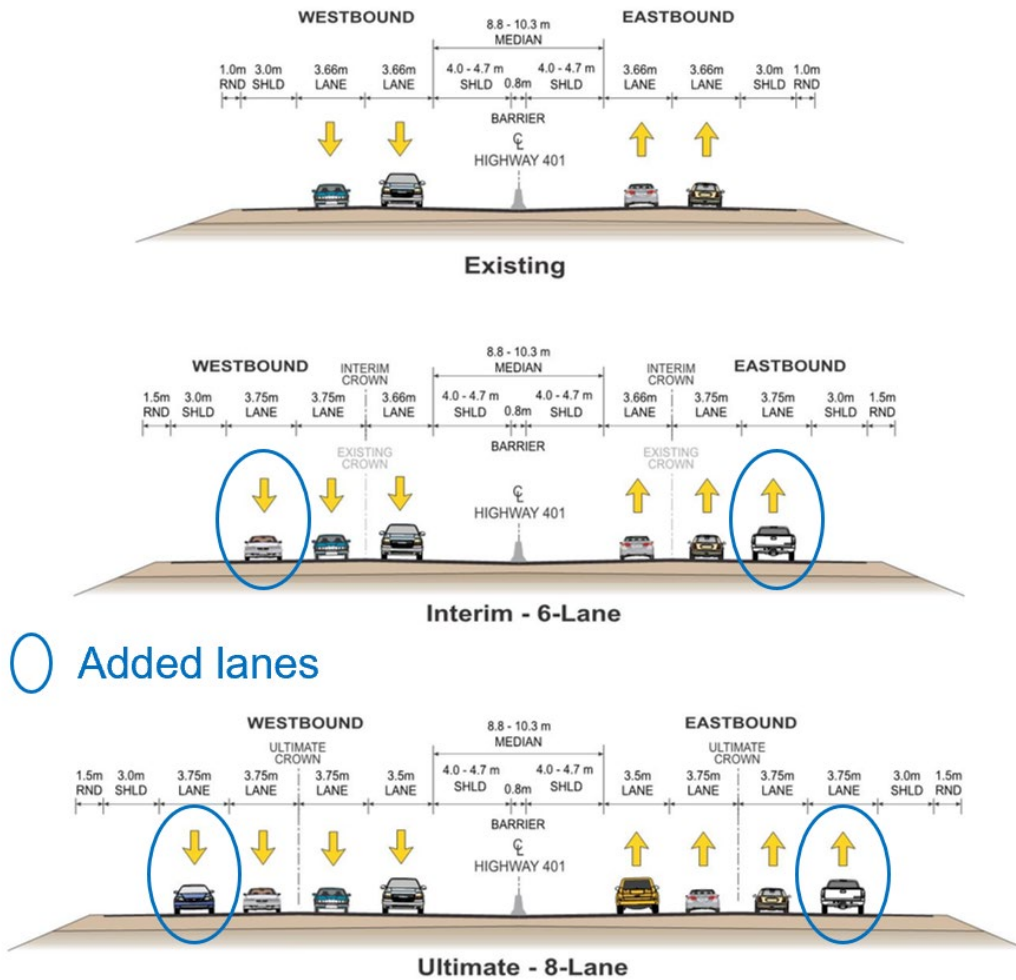 WESTBOUND
EASTBOUND
8.8 - 10.3 m
MEDIAN
1.0m 3.0m 3.66m 3.66m 4.0 - 4.7 m 0.8m 4.0 - 4.7 m 3.66m 3.66m 3.0m 1.0m
RND SHLD LANE LANE SHLD SHLD LANE LANE SHLD RND
BARRIER
℄
HIGHWAY 401
Existing
WESTBOUND
INTERIM
CROWN
8.8 - 10.3 m
MEDIAN
INTERIM
CROWN
EASTBOUND
1.5m 3.0m 3.75m 3.75m 3.66m 4.0 - 4.7 m 0.8m 4.0 - 4.7 m 3.66m 3.75m 3.75m 3.0m 1.5m
RND SHLD LANE LANE LANE SHLD SHLD LANE LANE LANE SHLD RND
BARRIER
EXISTING
CROWN
EXISTING
CROWN
℄
HIGHWAY 401
Interim - 6-Lane
Added lanes
WESTBOUND
EASTBOUND
ULTIMATE
CROWN
8.8 - 10.3 m
MEDIAN
ULTIMATE
CROWN
1.5m 3.0m 3.75m 3.75m 3.75m 3.5m 4.0 - 4.7 m 0.8m 4.0 - 4.7 m 3.5m 3.75m 3.75m 3.75m 3.0m 1.5m
RND SHLD LANE LANE LANE LANE SHLD SHLD LANE LANE LANE LANE SHLD RND
BARRIER
℄
HIGHWAY 401
Ultimate - 8-Lane